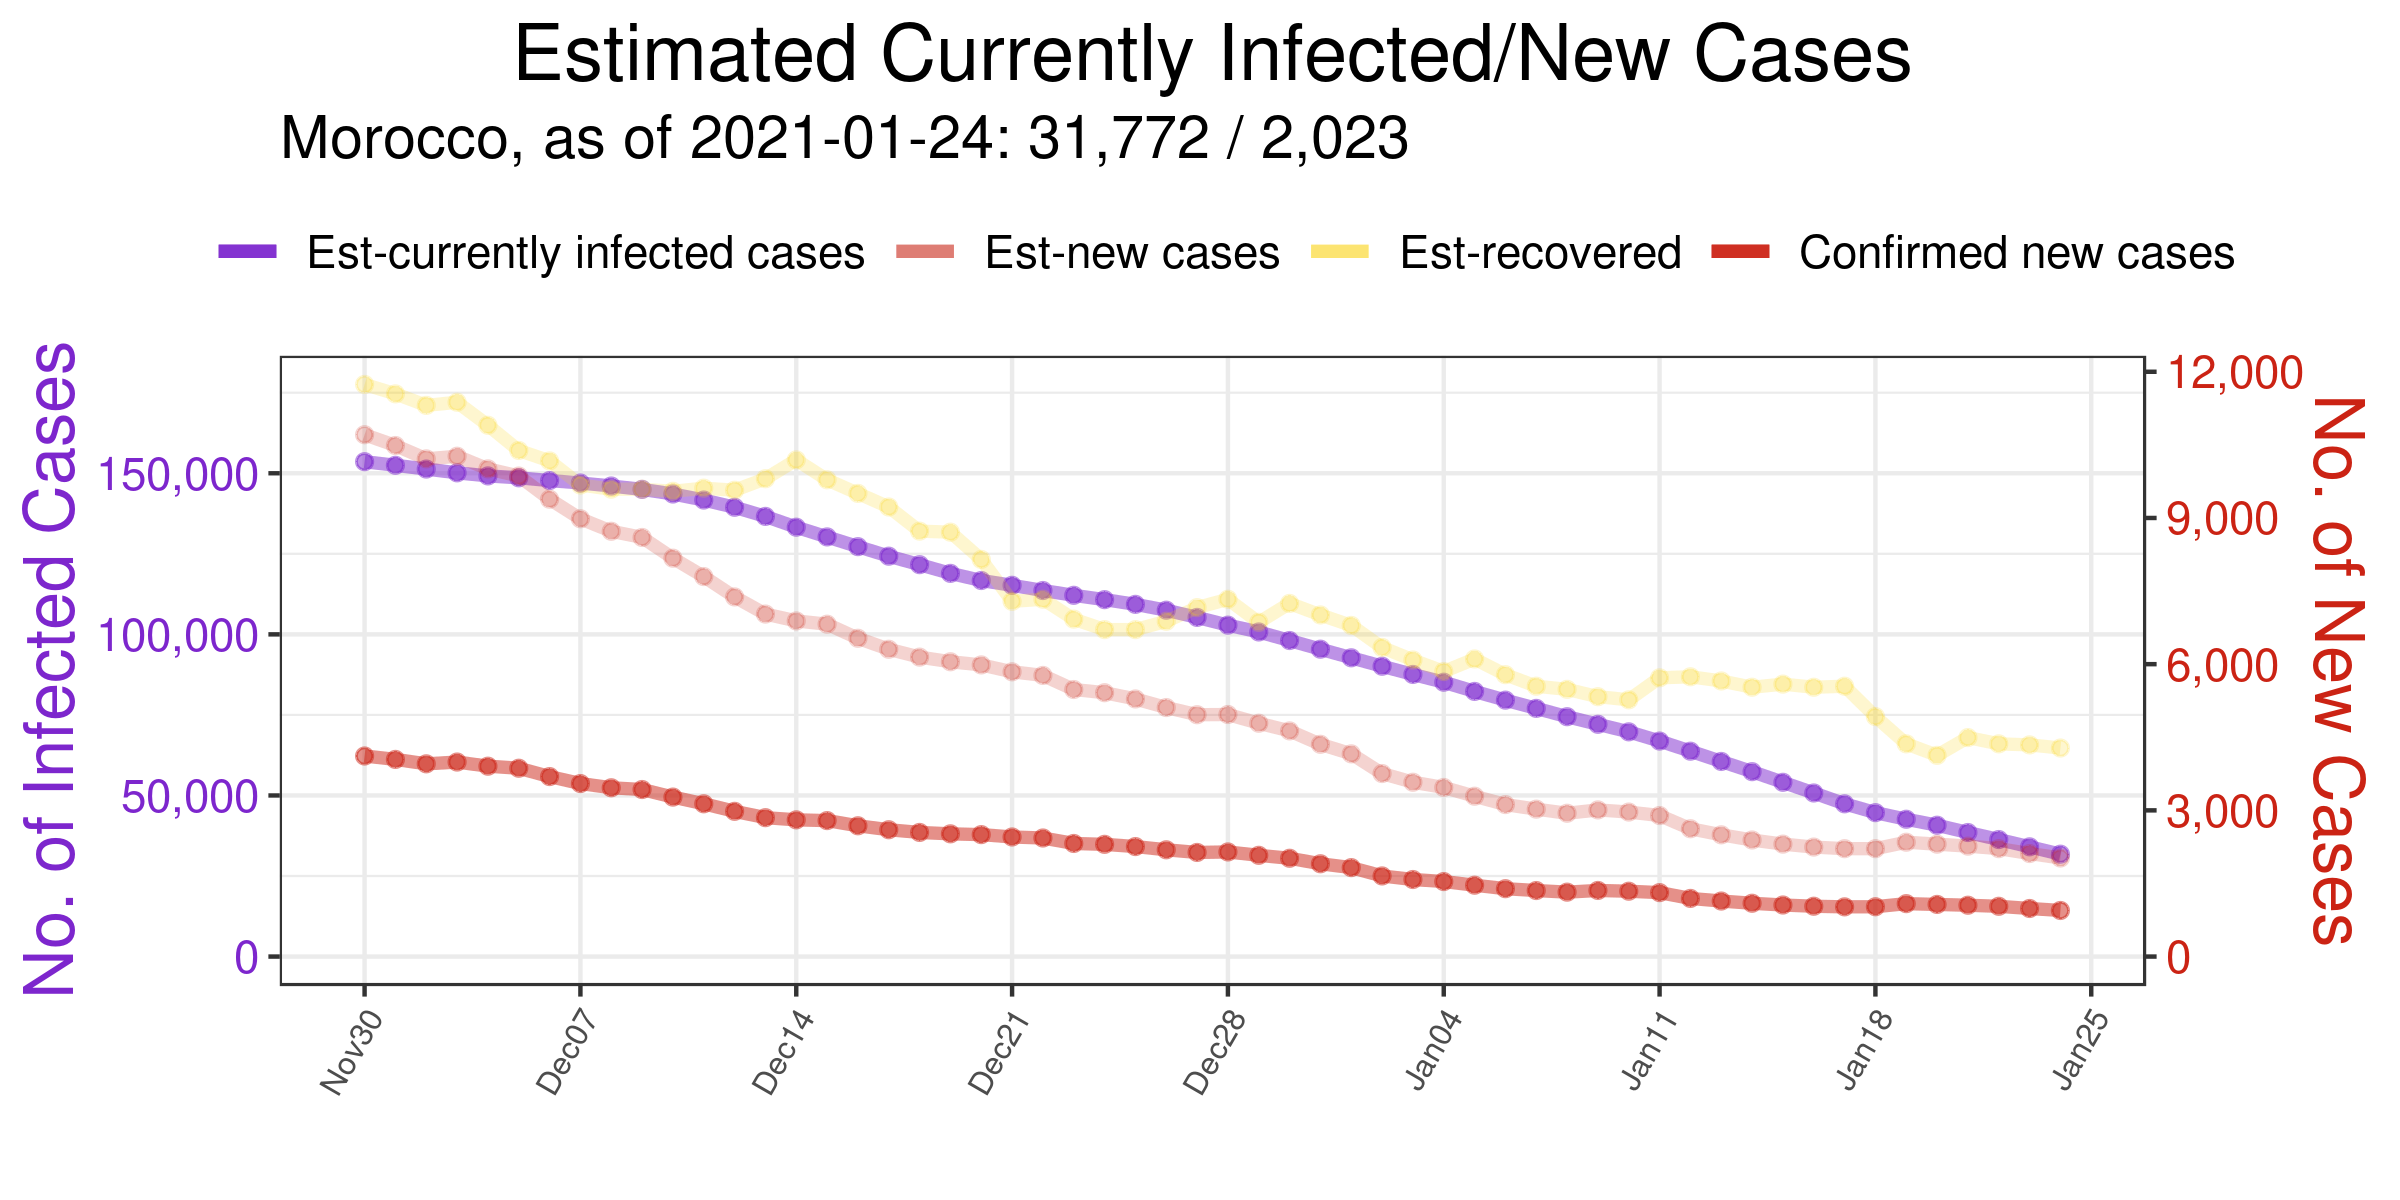 Estimated Currently Infected/New Cases
Morocco, as of 2021-01-24: 31,772 / 2,023
Est-currently infected cases Est-new cases Est-recovered Confirmed new cases
No. of Infected Cases
150,000
100,000
50,000
0
12,000
9,000
6,000
3,000
0
No. of New Cases
Nov30 Dec07 Dec14 Dec21 Dec28 Jan04 Jan11 Jan18 Jan25